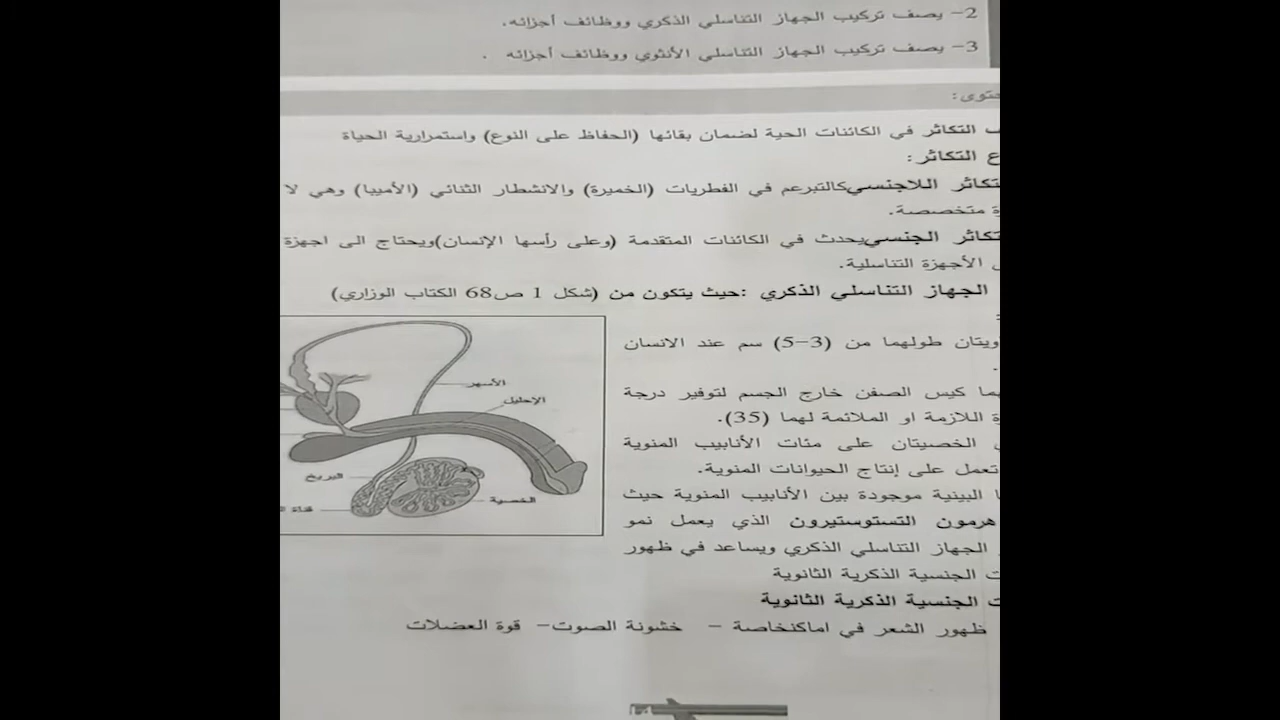 2- يصف تركيب الجهاز التناسلي الذكري ووظائف أجزائه.
3- يصف تركيب الجهاز التناسلي الأنثوي ووظائف أجزائه .
التكاثر في الكائنات الحية لضمان بقائها (الحفاظ على النوع) واستمرارية الحياة
ع التكاثر :
تكاثر اللاجنسي كالتبرعم في الفطريات (الخميرة) والانشطار الثنائي (الأميبا) وهي لا
ة متخصصة.
تكاثر الجنسي يحدث في الكائنات المتقدمة (وعلى رأسها الإنسان)ويحتاج الى اجهزة
الأجهزة التناسلية.
الجهاز التناسلي الذكري :حيث يتكون من (شكل 1 ص68 الكتاب الوزاري)
ويتان طولهما من (3-5) سم عند الانسان
هما كيس الصفن خارج الجسم لتوفير درجة
ة اللازمة او الملائمة لهما (35).
الخصيتان على مئات الأنابيب المنوية
تعمل على إنتاج الحيوانات المنوية.
ا البينية موجودة بين الأنابيب المنوية حيث
هرمون التستوستيرون الذي يعمل نمو
الجهاز التناسلي الذكري ويساعد في ظهور
ت الجنسية الذكرية الثانوية
ت الجنسية الذكرية الثانوية
ظهور الشعر في اماكنخاصة - خشونة الصوت- قوة العضلات
الأسهر
الإحليل
البربخ
الخصية
قناة